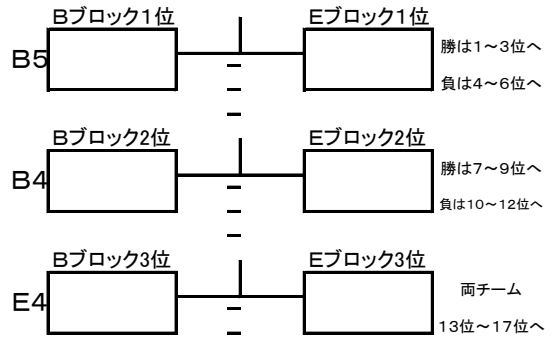 Bブロック1位 Eブロック1位
B5 勝は1～3位へ
負は4～6位へ
Bブロック2位 Eブロック2位
B4 勝は7～9位へ
負は10～12位へ
Bブロック3位 Eブロック3位
E4 両チーム
13位～17位へ